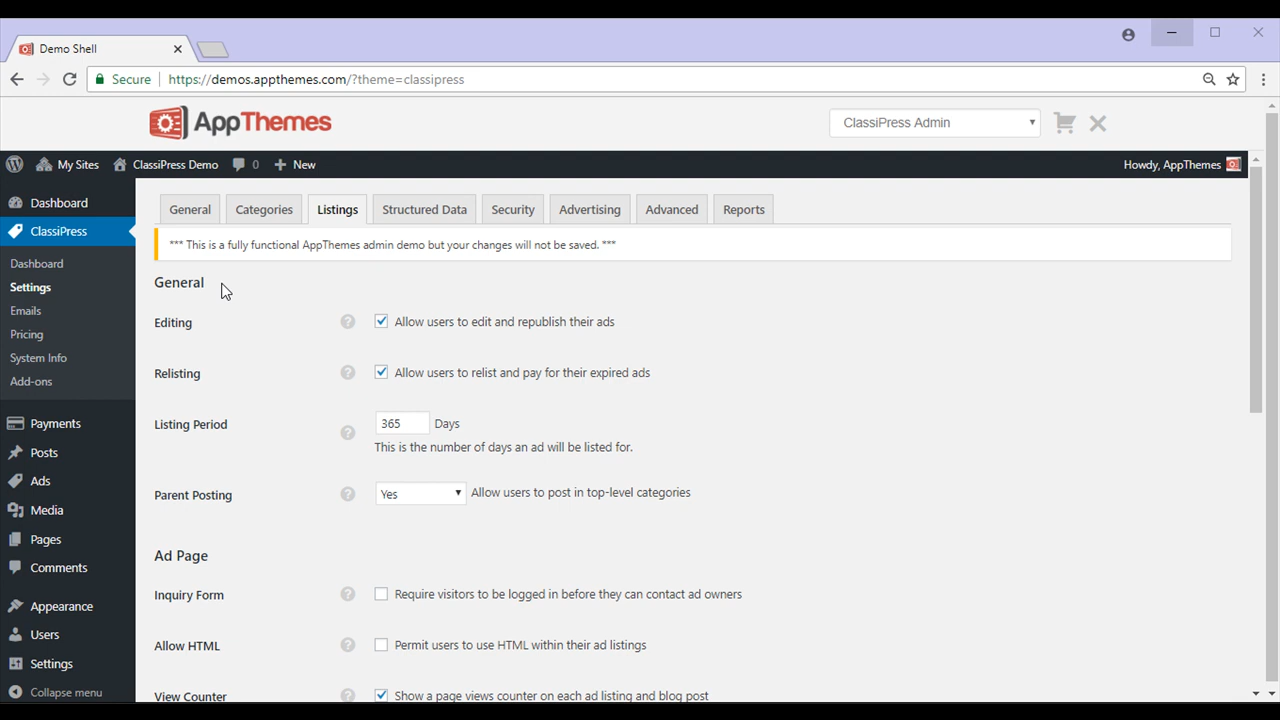 Demo Shell
Secure https://demos.appthemes.com/?theme=classipress
AppThemes
ClassiPress Admin
My Sites ClassiPress Demo 0 New Howdy, AppThemes
Dashboard
ClassiPress
Dashboard
Settings
Emails
Pricing
System Info
Add-ons
Payments
Posts
Ads
Media
Pages
Comments
Appearance
Users
Settings
Collapse menu
General Categories Listings Structured Data Security Advertising Advanced Reports
*** This is a fully functional AppThemes admin demo but your changes will not be saved. ***
General
Editing ? Allow users to edit and republish their ads
Relisting ? Allow users to relist and pay for their expired ads
Listing Period ? 365 Days
This is the number of days an ad will be listed for.
Parent Posting ? Yes Allow users to post in top-level categories
Ad Page
Inquiry Form ? Require visitors to be logged in before they can contact ad owners
Allow HTML ? Permit users to use HTML within their ad listings
View Counter ? Show a page views counter on each ad listing and blog post